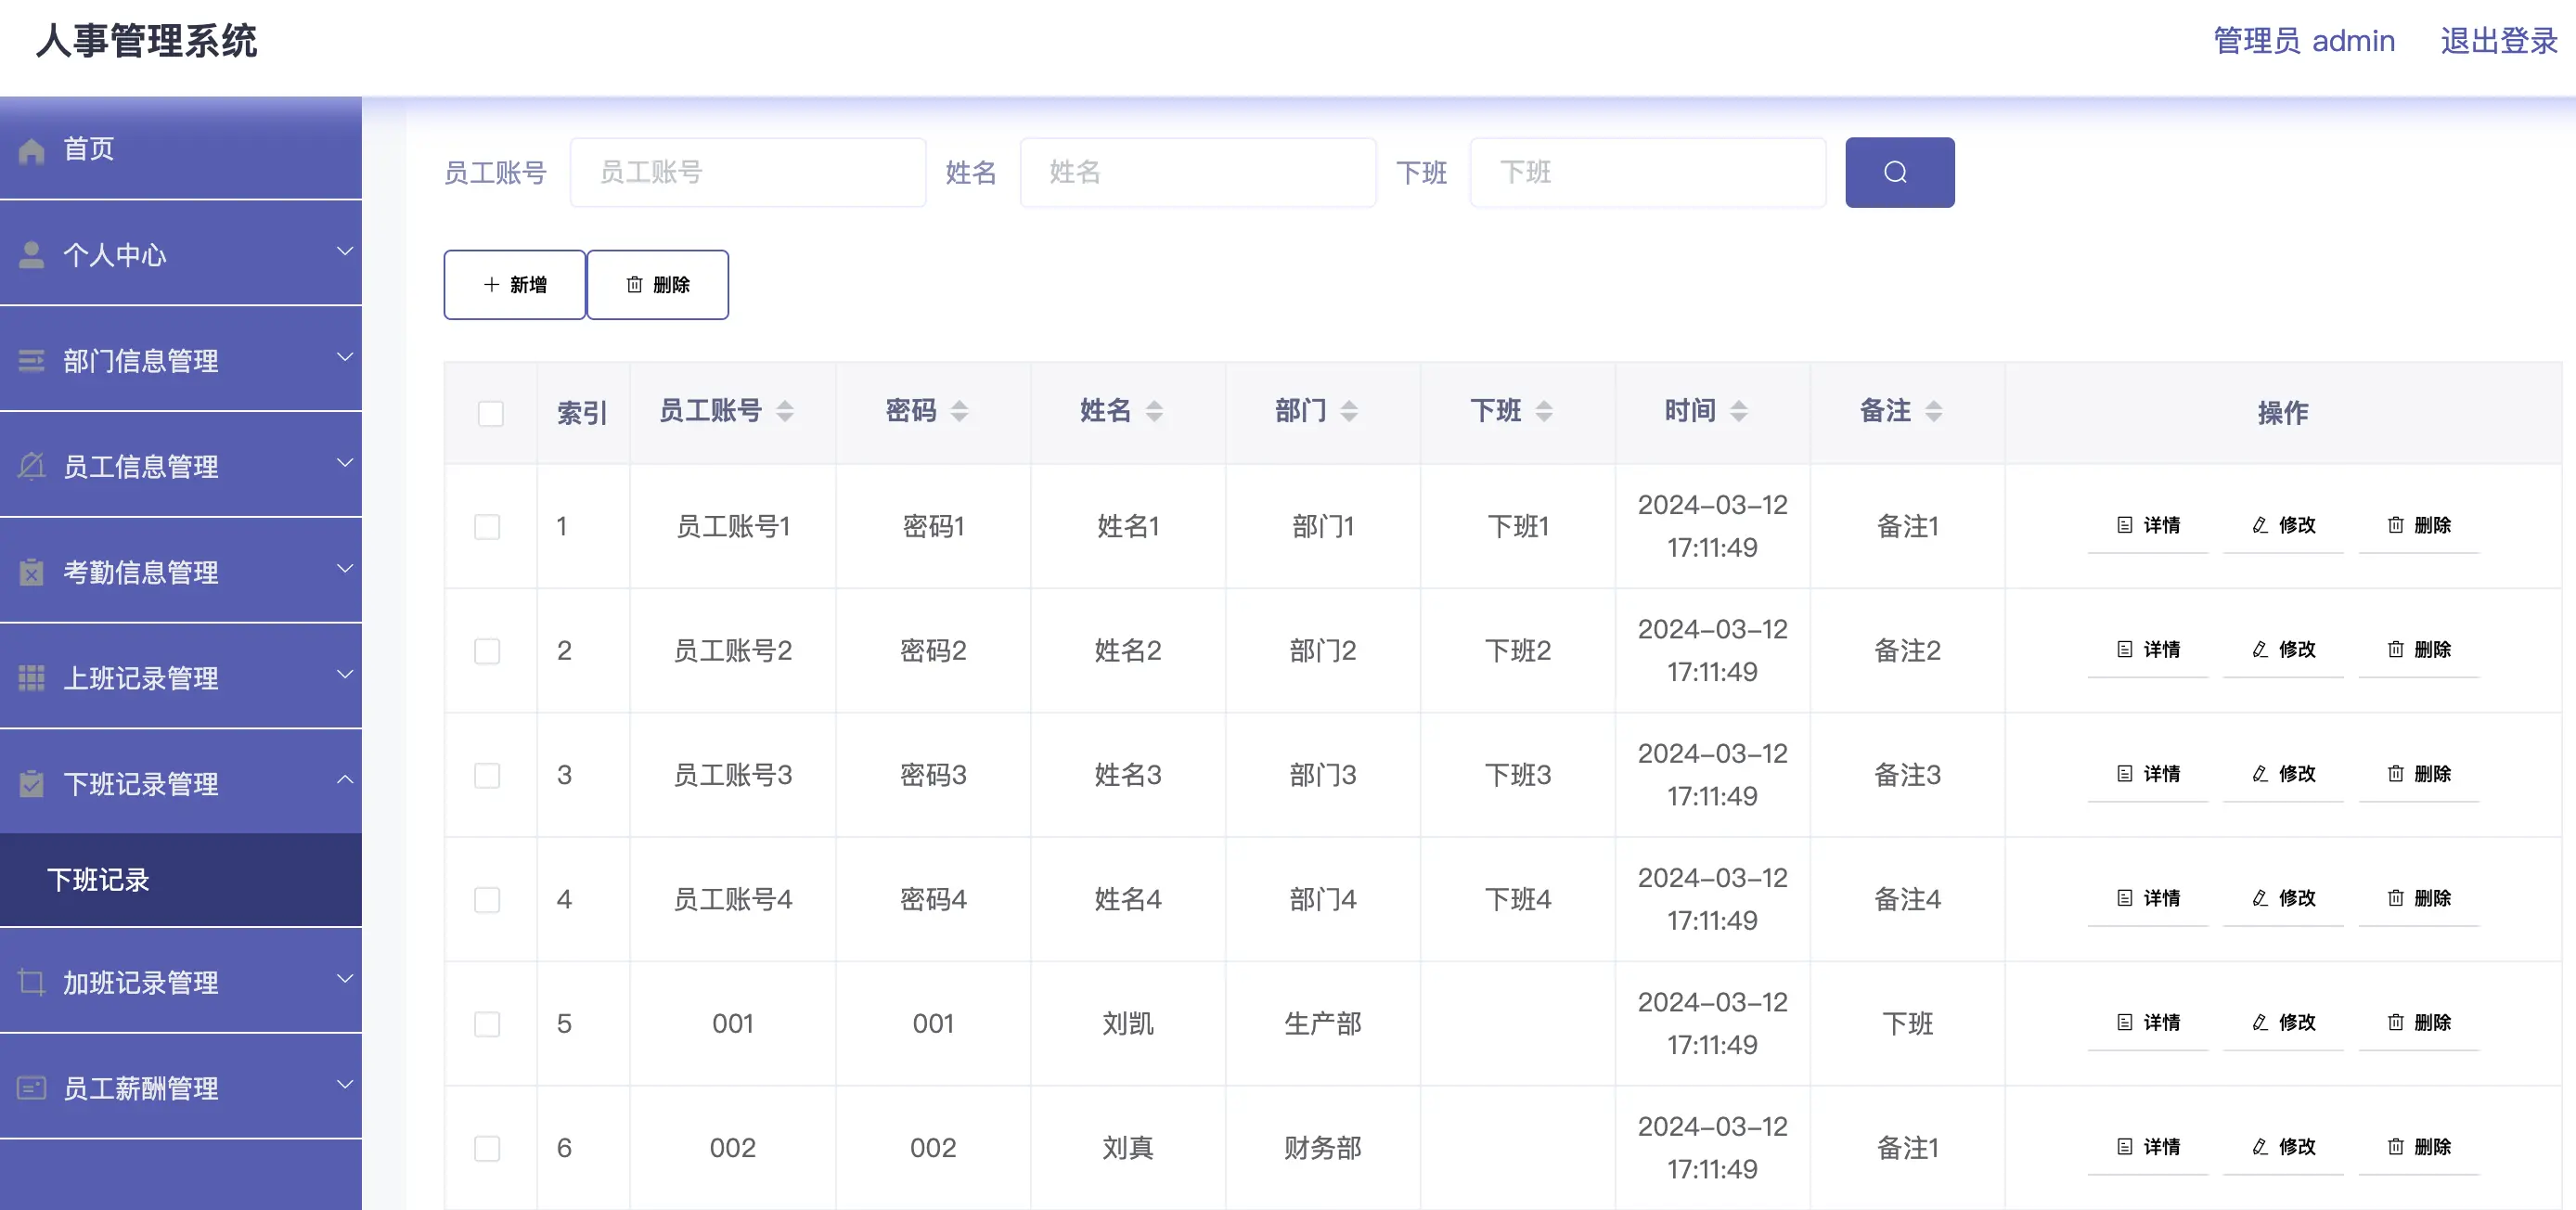 人事管理系统
管理员 admin 退出登录
首页
个人中心
部门信息管理
员工信息管理
考勤信息管理
上班记录管理
下班记录管理
下班记录
加班记录管理
员工薪酬管理
员工账号 员工账号 姓名 姓名 下班 下班
新增 删除
索引 员工账号 密码 姓名 部门 下班 时间 备注 操作
1 员工账号1 密码1 姓名1 部门1 下班1 2024-03-12 17:11:49 备注1 详情 修改 删除
2 员工账号2 密码2 姓名2 部门2 下班2 2024-03-12 17:11:49 备注2 详情 修改 删除
3 员工账号3 密码3 姓名3 部门3 下班3 2024-03-12 17:11:49 备注3 详情 修改 删除
4 员工账号4 密码4 姓名4 部门4 下班4 2024-03-12 17:11:49 备注4 详情 修改 删除
5 001 001 刘凯 生产部 2024-03-12 17:11:49 下班 详情 修改 删除
6 002 002 刘真 财务部 2024-03-12 17:11:49 备注1 详情 修改 删除